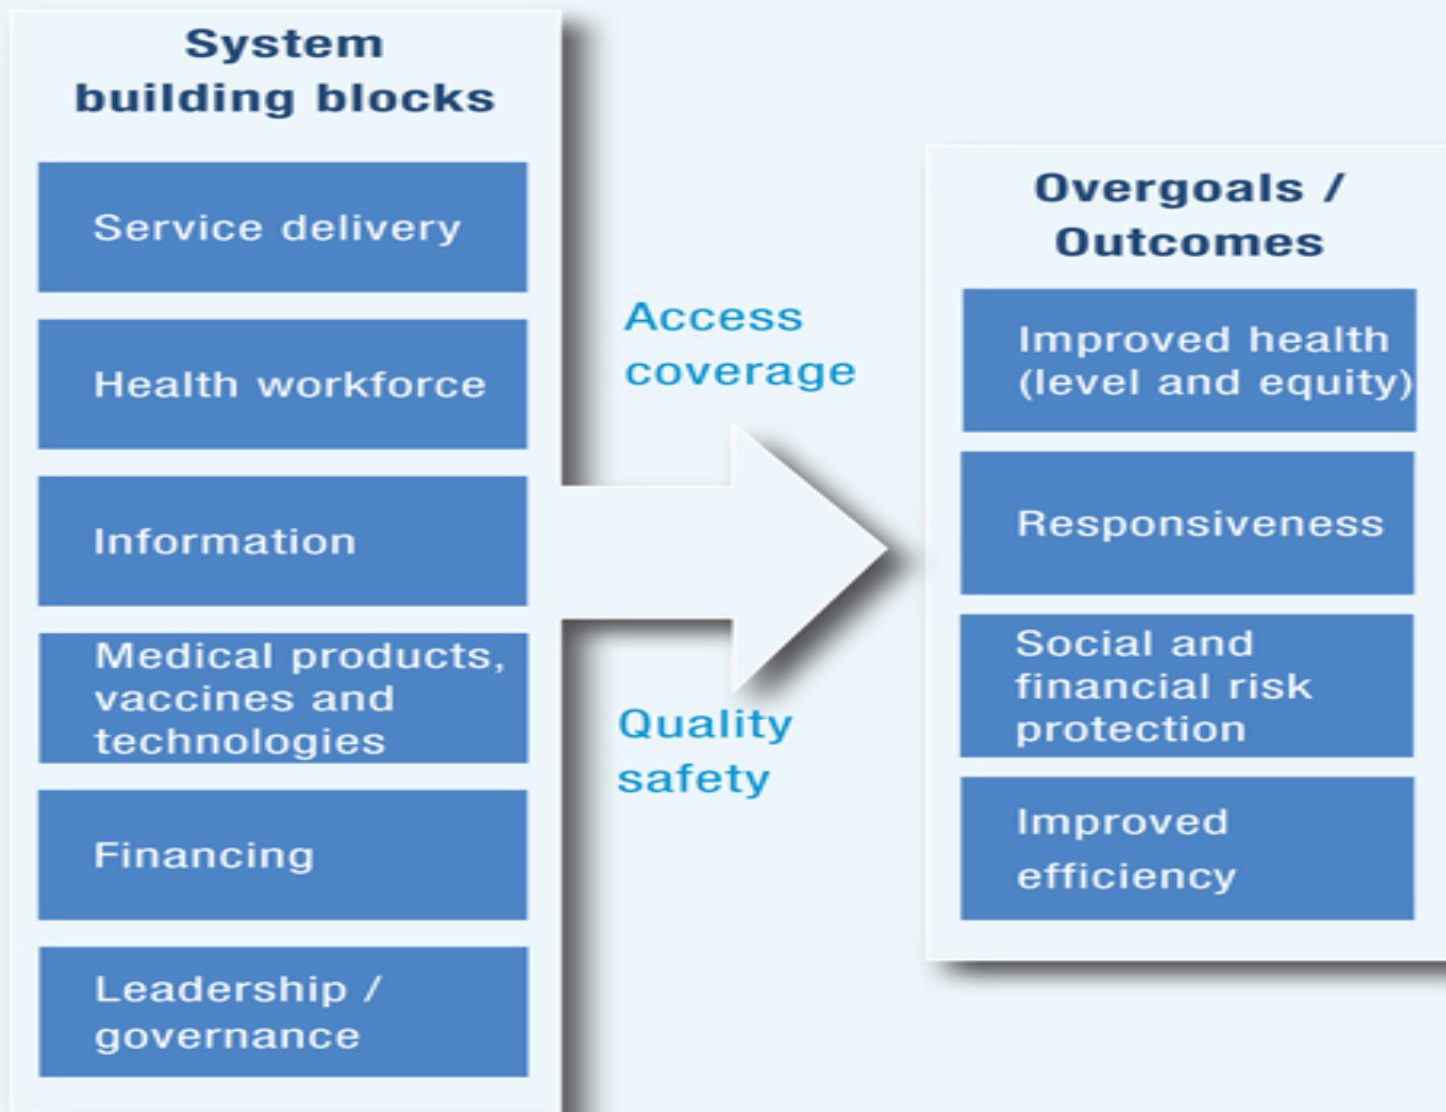 System
building blocks
Service delivery
Health workforce
Information
Medical products,
vaccines and
technologies
Financing
Leadership /
governance
Access
coverage
Quality
safety
Overgoals /
Outcomes
Improved health
(level and equity)
Responsiveness
Social and
financial risk
protection
Improved
efficiency